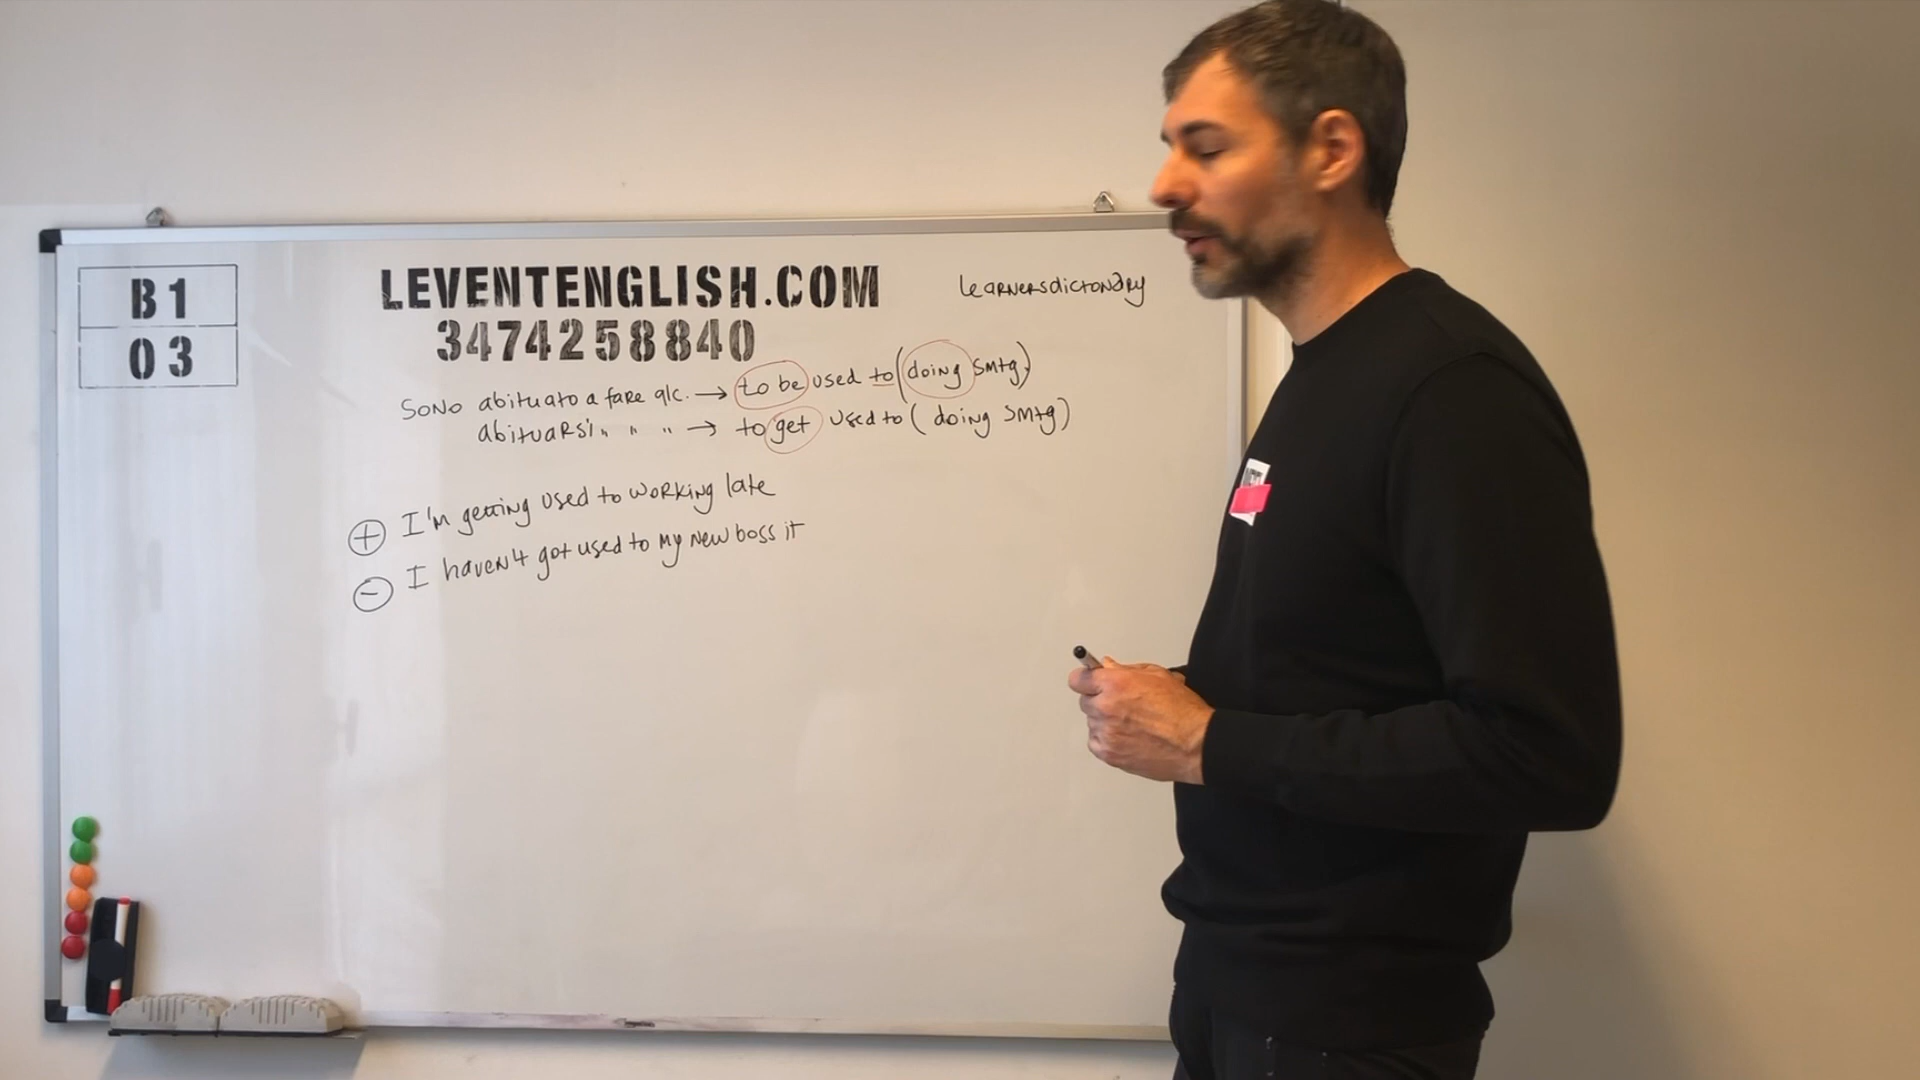 B1
03
LEVENTENGLISH.COM
3474258840
learnersdictonary
SONO abituato a fare q/c. → to be used to (doing smtg)
abituarsi " " " → to get used to ( doing smtg)
+ I'm getting used to working late
- I haven't got used to my new boss it